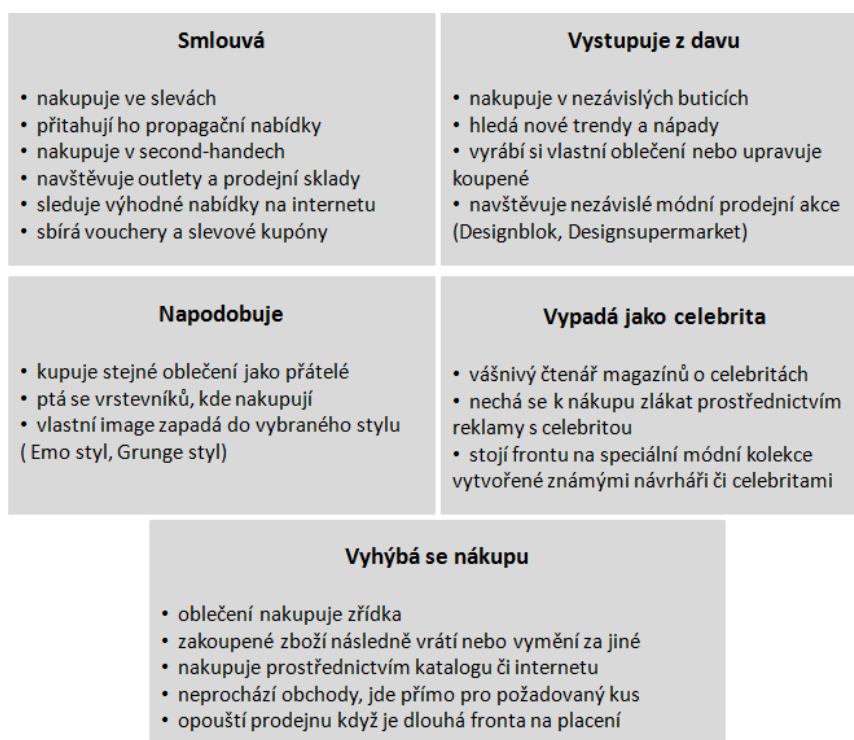 Smlouvá
• nakupuje ve slevách
• přitahují ho propagační nabídky
• nakupuje v second-handech
• navštěvuje outlety a prodejní sklady
• sleduje výhodné nabídky na internetu
• sbírá vouchery a slevové kupóny
Vystupuje z davu
• nakupuje v nezávislých buticích
• hledá nové trendy a nápady
• vyrábí si vlastní oblečení nebo upravuje
koupené
• navštěvuje nezávislé módní prodejní akce
(Designblok, Designsupermarket)
Napodobuje
• kupuje stejné oblečení jako přátelé
• ptá se vrstevníků, kde nakupují
• vlastní image zapadá do vybraného stylu
( Emo styl, Grunge styl)
Vypadá jako celebrita
• vášnivý čtenář magazínů o celebritách
• nechá se k nákupu zlákat prostřednictvím
reklamy s celebritou
• stojí frontu na speciální módní kolekce
vytvořené známými návrháři či celebritami
Vyhýbá se nákupu
• oblečení nakupuje zřídka
• zakoupené zboží následně vrátí nebo vymění za jiné
• nakupuje prostřednictvím katalogu či internetu
• neprochází obchody, jde přímo pro požadovaný kus
• opouští prodejnu když je dlouhá fronta na placení